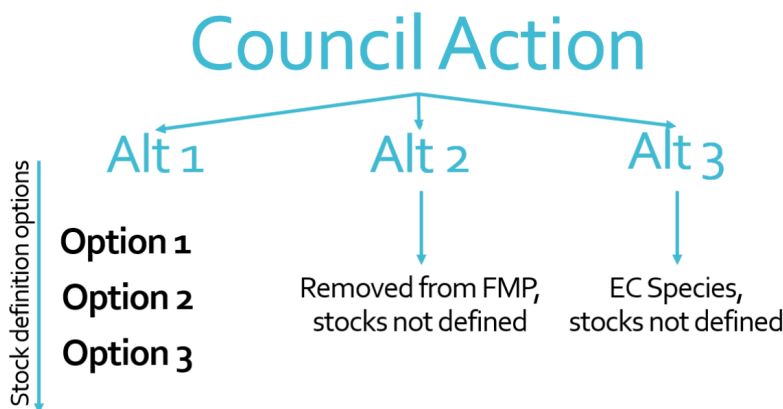 Council Action
Alt 1
Alt 2
Alt 3
Stock definition options
Option 1
Option 2
Option 3
Removed from FMP,
stocks not defined
EC Species,
stocks not defined